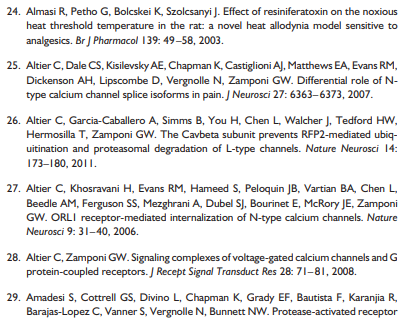 24. Almasi R, Petho G, Bolcskei K, Szolcsanyi J. Effect of resiniferatoxin on the noxious
heat threshold temperature in the rat: a novel heat allodynia model sensitive to
analgesics. Br J Pharmacol 139: 49–58, 2003.
25. Altier C, Dale CS, Kisilevsky AE, Chapman K, Castiglioni AJ, Matthews EA, Evans RM,
Dickenson AH, Lipscombe D, Vergnolle N, Zamponi GW. Differential role of N-
type calcium channel splice isoforms in pain. J Neurosci 27: 6363–6373, 2007.
26. Altier C, Garcia-Caballero A, Simms B, You H, Chen L, Walcher J, Tedford HW,
Hermosilla T, Zamponi GW. The Cavbeta subunit prevents RFP2-mediated ubiq-
uitination and proteasomal degradation of L-type channels. Nature Neurosci 14:
173–180, 2011.
27. Altier C, Khosravani H, Evans RM, Hameed S, Peloquin JB, Vartian BA, Chen L,
Beedle AM, Ferguson SS, Mezghrani A, Dubel SJ, Bourinet E, McRory JE, Zamponi
GW. ORL1 receptor-mediated internalization of N-type calcium channels. Nature
Neurosci 9: 31–40, 2006.
28. Altier C, Zamponi GW. Signaling complexes of voltage-gated calcium channels and G
protein-coupled receptors. J Recept Signal Transduct Res 28: 71–81, 2008.
29. Amadesi S, Cottrell GS, Divino L, Chapman K, Grady EF, Bautista F, Karanjia R,
Barajas-Lopez C, Vanner S, Vergnolle N, Bunnett NW. Protease-activated receptor